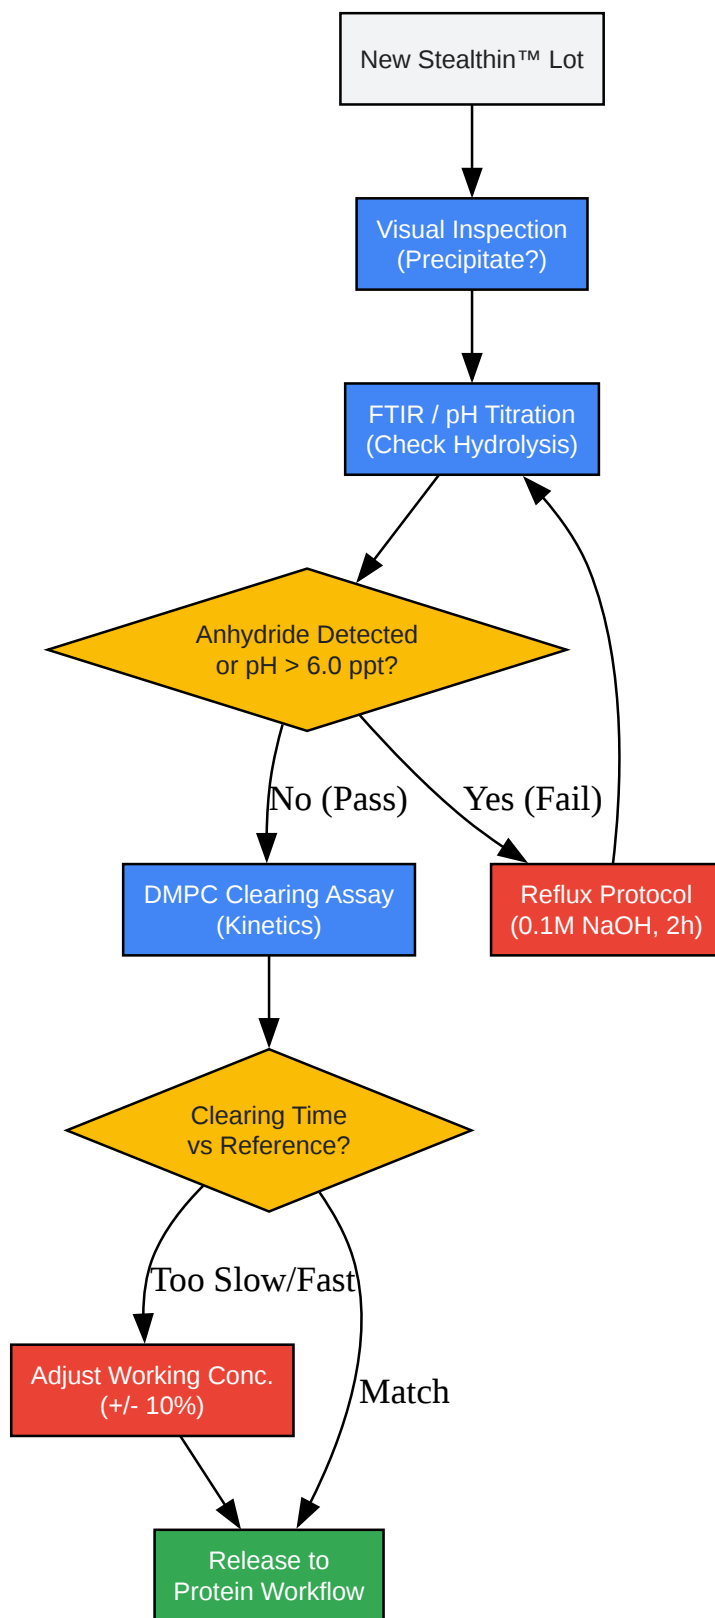 New Stealthin™ Lot
Visual Inspection
(Precipitate?)
FTIR / pH Titration
(Check Hydrolysis)
Anhydride Detected
or pH > 6.0 ppt?
No (Pass)
Yes (Fail)
DMPC Clearing Assay
(Kinetics)
Reflux Protocol
(0.1M NaOH, 2h)
Clearing Time
vs Reference?
Too Slow/Fast
Adjust Working Conc.
(+/- 10%)
Match
Release to
Protein Workflow